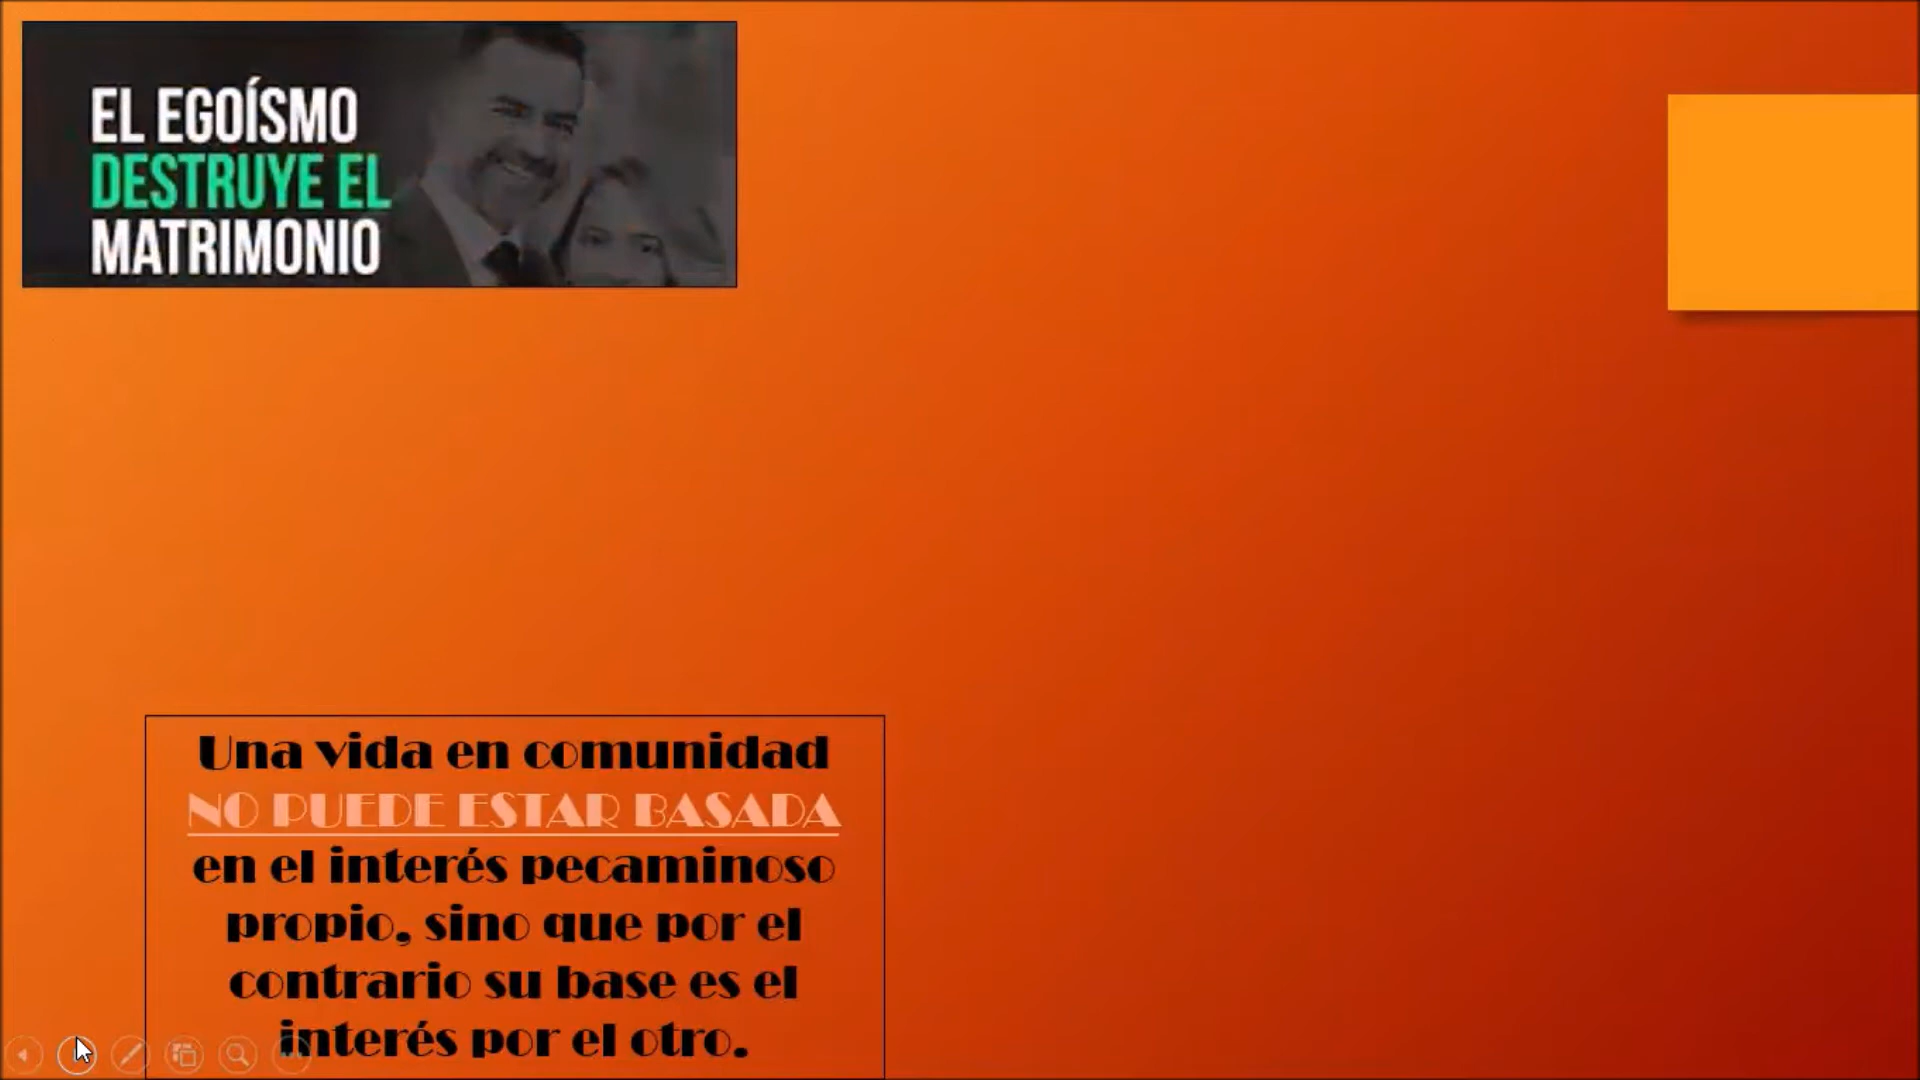 EL EGOÍSMO
DESTRUYE EL
MATRIMONIO
Una vida en comunidad
NO PUEDE ESTAR BASADA
en el interés pecaminoso
propio, sino que por el
contrario su base es el
interés por el otro.